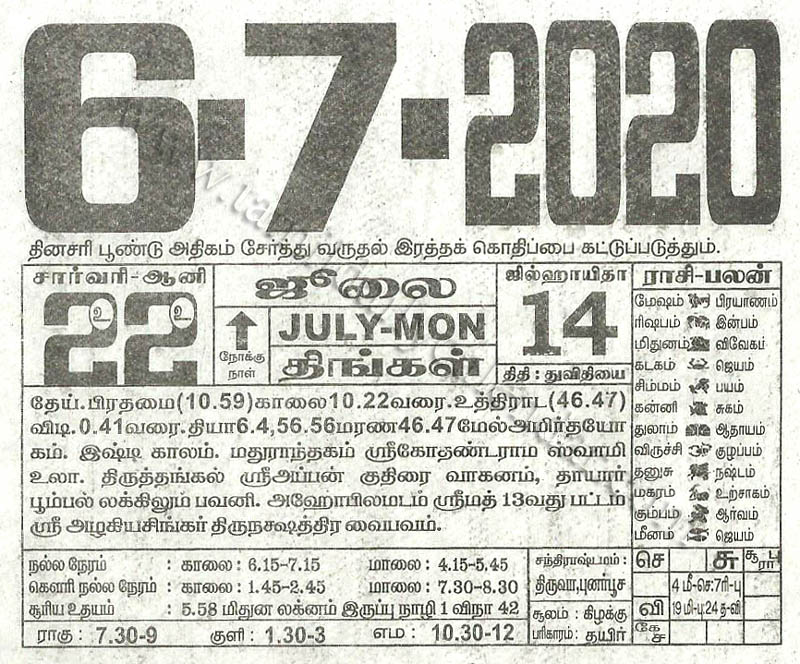 6-7-2020
தினசரி பூண்டு அதிகம் சேர்த்து வருதல் இரத்தக் கொதிப்பை கட்டுப்படுத்தும்.
சார்வரி-ஆனி
22
உ உ
நோக்கு
நாள்
ஜூலை
JULY-MON
திங்கள்
ஜில்ஹாயிதா
14
திதி : துவிதியை
தேய். பிரதமை(10.59)காலை10.22வரை.உத்திராட(46.47)
விடி.0.41வரை.தியா6.4,56.56மரண46.47மேல்அமிர்தயோ
கம். இஷ்டி காலம். மதுராந்தகம் ஸ்ரீகோதண்டராம ஸ்வாமி
உலா. திருத்தங்கல் ஸ்ரீஅப்பன் குதிரை வாகனம், தாயார்
பூம்பல் லக்கிலும் பவனி. அஹோபிலமடம் ஸ்ரீமத் 13வது பட்டம்
ஸ்ரீ அழகியசிங்கர் திருநக்ஷத்திர வைபவம்.
ராசி-பலன்
மேஷம் பிரயாணம்
ரிஷபம் இன்பம்
மிதுனம் விவேகம்
கடகம் ஜெயம்
சிம்மம் பயம்
கன்னி சுகம்
துலாம் ஆதாயம்
விருச்சி குழப்பம்
தனுசு நஷ்டம்
மகரம் உற்சாகம்
கும்பம் ஆர்வம்
மீனம் ஜெயம்
நல்ல நேரம் : காலை: 6.15-7.15 மாலை: 4.15-5.45
கௌரி நல்ல நேரம் : காலை: 1.45-2.45 மாலை: 7.30-8.30
சூரிய உதயம் : 5.58 மிதுன லக்னம் இருப்பு நாழி 1 விநா 42
ராகு : 7.30-9 குளி : 1.30-3 எம : 10.30-12
சந்திராஷ்டமம் :
திருவா,புனர்பூச
சூலம் : கிழக்கு
பரிகாரம் : தயிர்
செ சு சூ பு
ரா
4 மீ-செ:7ரி-பு
வி 19 மி-பு:24 த-வி
கே
ச